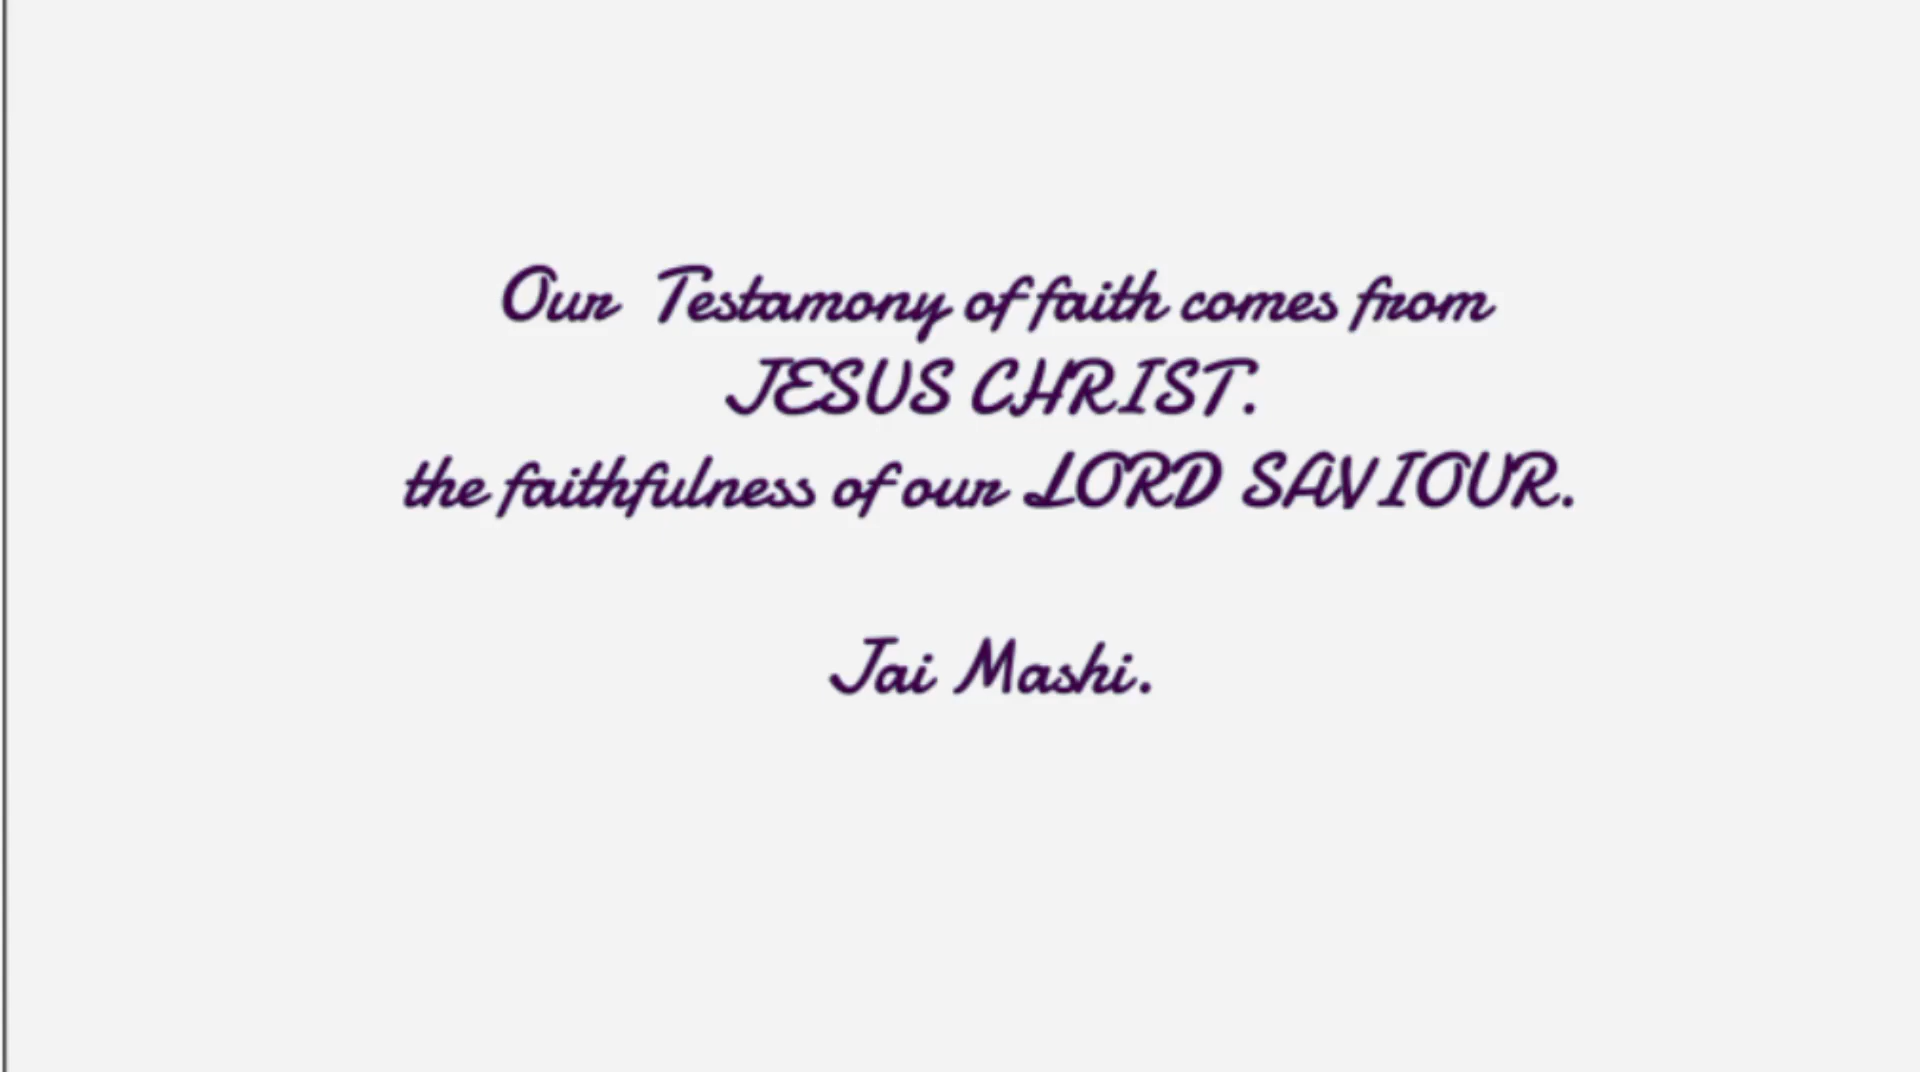 Our Testamony of faith comes from
JESUS CHRIST.
the faithfulness of our LORD SAVIOUR.
Jai Mashi.